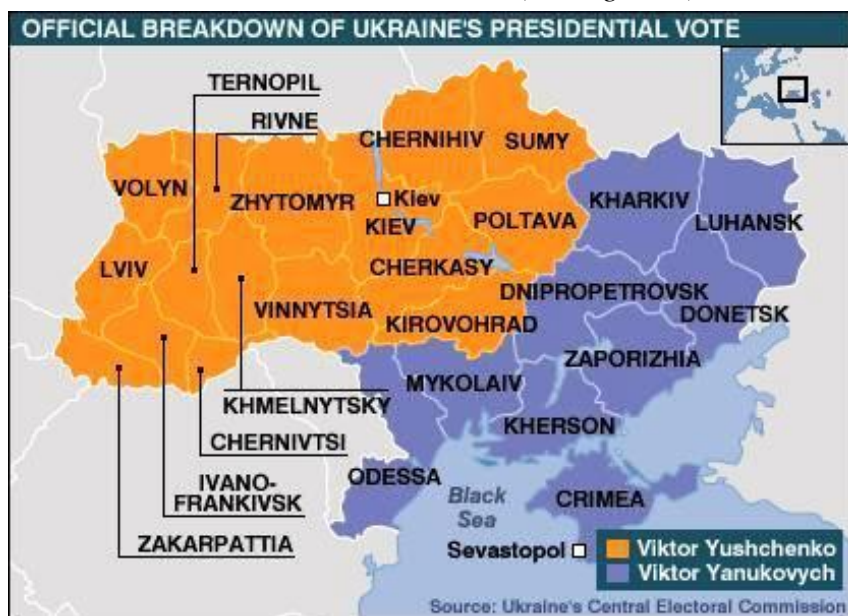 OFFICIAL BREAKDOWN OF UKRAINE'S PRESIDENTIAL VOTE
TERNOPIL
RIVNE
CHERNIHIV
SUMY
VOLYN
ZHYTOMYR
Kiev
KIEV
POLTAVA
KHARKIV
LUHANSK
LVIV
CHERKASY
VINNYTSIA
KIROVOHRAD
DNIPROPETROVSK
DONETSK
ZAPORIZHIA
MYKOLAIV
KHMELNYTSKY
KHERSON
CHERNIVTSI
ODESSA
IVANO-
FRANKIVSK
Black
Sea
CRIMEA
ZAKARPATTIA
Sevastopol
Viktor Yushchenko
Viktor Yanukovych
Source: Ukraine's Central Electoral Commission